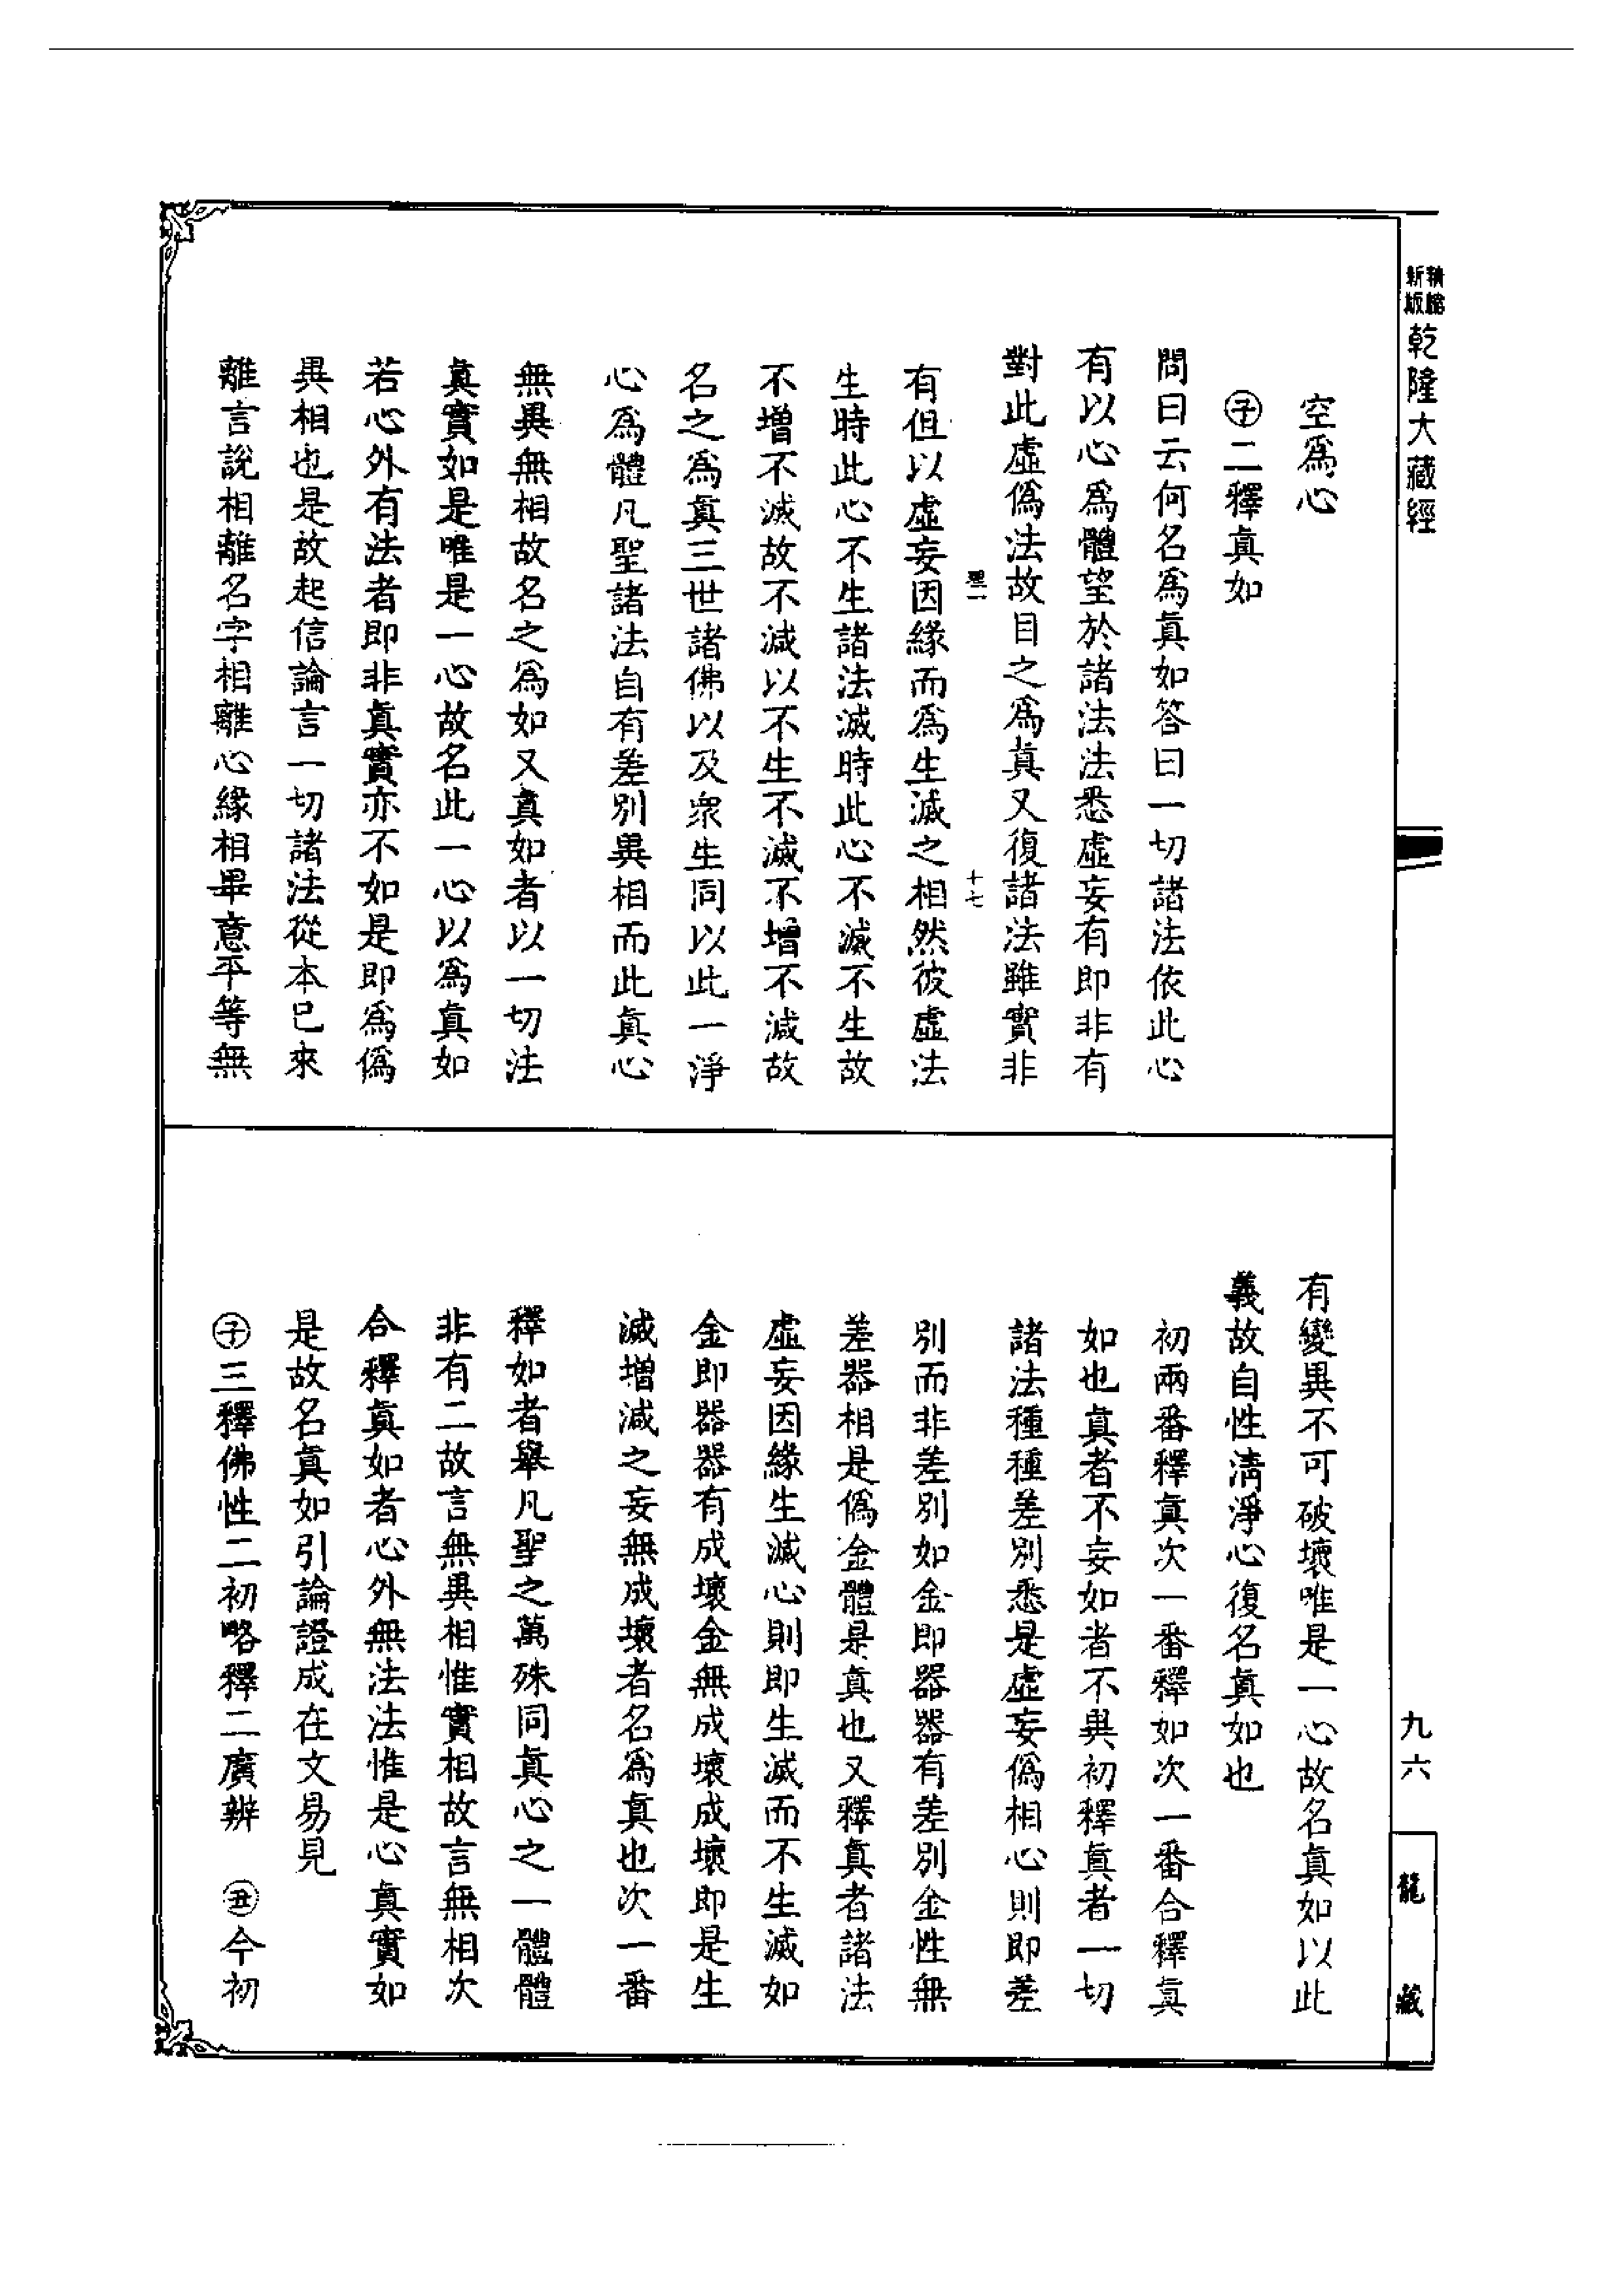 新版
乾隆大藏經
空爲心
㊫二釋真如
問曰云何名爲真如答曰一切諸法依此心
有以心爲體望於諸法法悉虛妄有即非有
對此虛僞法故目之爲真又復諸法雖實非
十七
有但以虛妄因緣而爲生滅之相然彼虛法
生時此心不生諸法滅時此心不滅不生故
不增不滅故不減以不生不滅不增不減故
名之爲真三世諸佛以及衆生同以此一淨
心爲體凡聖諸法自有差別異相而此真心
無異無相故名之爲如又真如者以一切法
真實如是唯是一心故名此一心以爲真如
若心外有法者即非真實亦不如是即爲僞
異相也是故起信論言一切諸法從本已來
離言說相離名字相離心緣相畢意平等無
有變異不可破壞唯是一心故名真如以此
義故自性清淨心復名真如也
初兩番釋真次一番釋如次一番合釋真
如也真者不妄如者不異初釋真者一切
諸法種種差別悉是虛妄僞相心則即差
別而非差別如金即器器有差別金性無
差器相是僞金體是真也又釋真者諸法
虛妄因緣生滅心則即生滅而不生滅如
金即器器有成壞金無成壞成壞即是生
滅增減之妄無成壞者名爲真也次一番
釋如者舉凡聖之萬殊同真心之一體體
非有二故言無異相惟實相故言無相次
合釋真如者心外無法法惟是心真實如
是故名真如引論證成在文易見
㊫三釋佛性二初略釋二廣辨　㊄今初
九六
龍藏